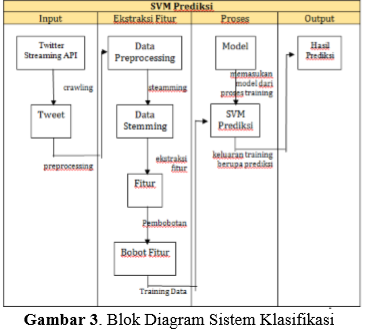 SVM Prediksi
Input
Ekstraksi Fitur
Proses
Output
Twitter
Streaming API
crawling
Tweet
preprocessing
Data
Preprocessing
steamming
Data
Stemming
ekstraksi
fitur
Fitur
Pembobotan
Bobot Fitur
Training Data
Model
memasukan
model dari
proses training
SVM
Prediksi
keluaran training
berupa prediksi
Hasil
Prediksi
Gambar 3. Blok Diagram Sistem Klasifikasi